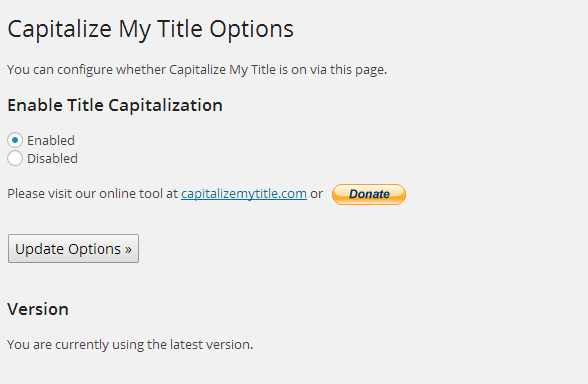 Capitalize My Title Options
You can configure whether Capitalize My Title is on via this page.
Enable Title Capitalization
Enabled
Disabled
Please visit our online tool at capitalizemytitle.com or Donate
Update Options »
Version
You are currently using the latest version.